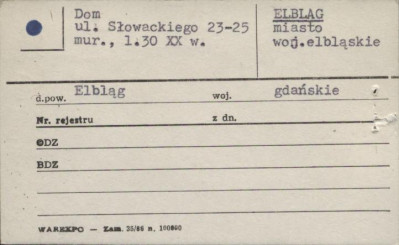 Dom
ul. Słowackiego 23-25
mur., 1.30 XX w.
ELBLĄG
miasto
woj.elbląskie
d.pow. Elbląg woj. gdańskie
Nr. rejestru z dn.
ODZ
BDZ
WAREXPO — Zam. 35/86 n. 100000